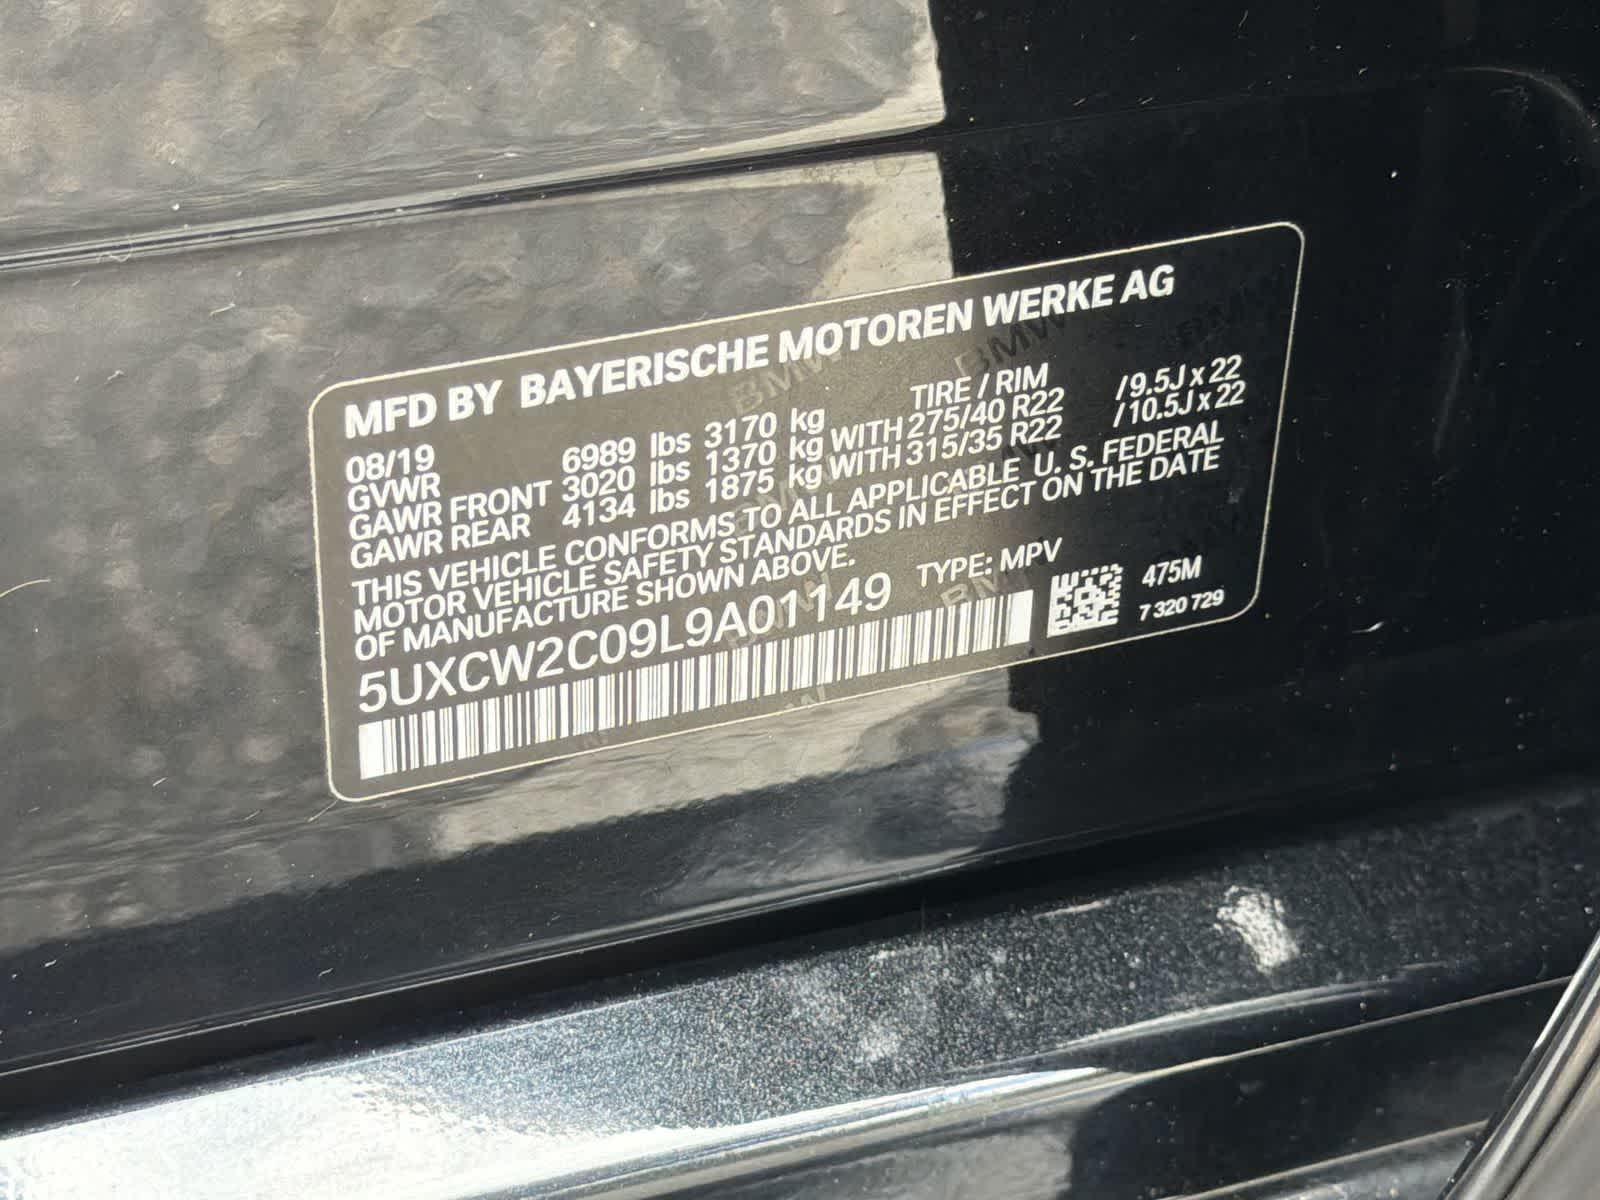 MFD BY BAYERISCHE MOTOREN WERKE AG
08/19 TIRE / RIM
GVWR 6989 lbs 3170 kg
GAWR FRONT 3020 lbs 1370 kg WITH 275/40 R22 /9.5J x 22
GAWR REAR 4134 lbs 1875 kg WITH 315/35 R22 /10.5J x 22
THIS VEHICLE CONFORMS TO ALL APPLICABLE U. S. FEDERAL
MOTOR VEHICLE SAFETY STANDARDS IN EFFECT ON THE DATE
OF MANUFACTURE SHOWN ABOVE.
5UXCW2C09L9A01149 TYPE: MPV
475M
7 320 729